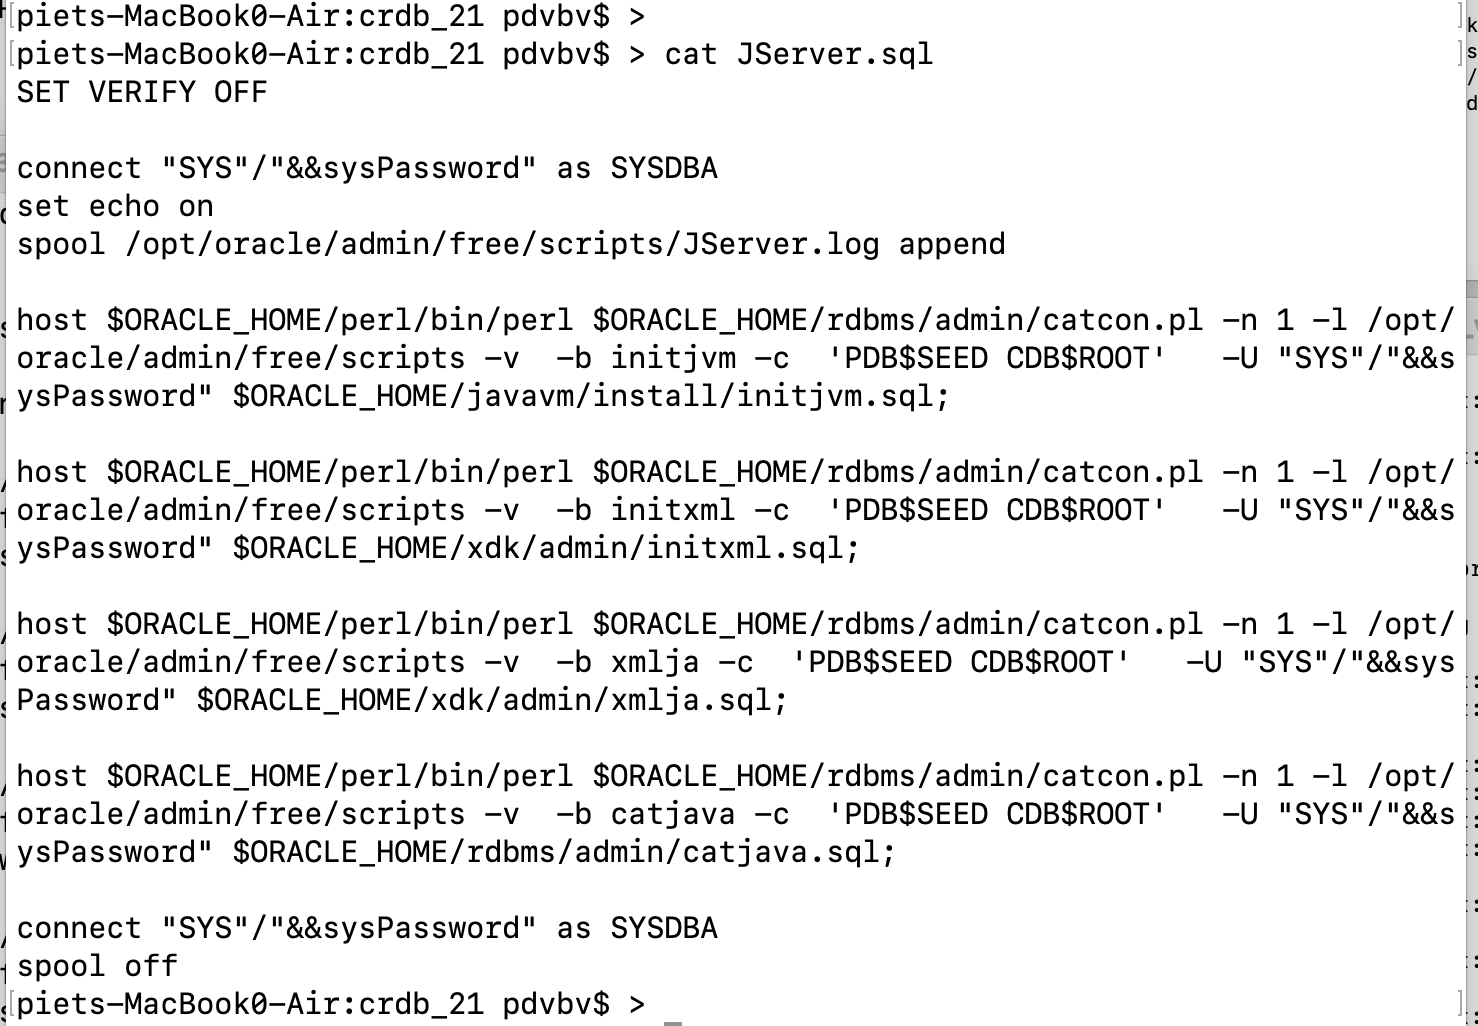 piets-MacBook0-Air:crdb_21 pdvbv$ >
piets-MacBook0-Air:crdb_21 pdvbv$ > cat JServer.sql
SET VERIFY OFF
connect "SYS"/"&&sysPassword" as SYSDBA
set echo on
spool /opt/oracle/admin/free/scripts/JServer.log append
host $ORACLE_HOME/perl/bin/perl $ORACLE_HOME/rdbms/admin/catcon.pl -n 1 -l /opt/
oracle/admin/free/scripts -v  -b initjvm -c  'PDB$SEED CDB$ROOT'   -U "SYS"/"&&s
ysPassword" $ORACLE_HOME/javavm/install/initjvm.sql;
host $ORACLE_HOME/perl/bin/perl $ORACLE_HOME/rdbms/admin/catcon.pl -n 1 -l /opt/
oracle/admin/free/scripts -v  -b initxml -c  'PDB$SEED CDB$ROOT'   -U "SYS"/"&&s
ysPassword" $ORACLE_HOME/xdk/admin/initxml.sql;
host $ORACLE_HOME/perl/bin/perl $ORACLE_HOME/rdbms/admin/catcon.pl -n 1 -l /opt/
oracle/admin/free/scripts -v  -b xmlja -c  'PDB$SEED CDB$ROOT'   -U "SYS"/"&&sys
Password" $ORACLE_HOME/xdk/admin/xmlja.sql;
host $ORACLE_HOME/perl/bin/perl $ORACLE_HOME/rdbms/admin/catcon.pl -n 1 -l /opt/
oracle/admin/free/scripts -v  -b catjava -c  'PDB$SEED CDB$ROOT'   -U "SYS"/"&&s
ysPassword" $ORACLE_HOME/rdbms/admin/catjava.sql;
connect "SYS"/"&&sysPassword" as SYSDBA
spool off
piets-MacBook0-Air:crdb_21 pdvbv$ >